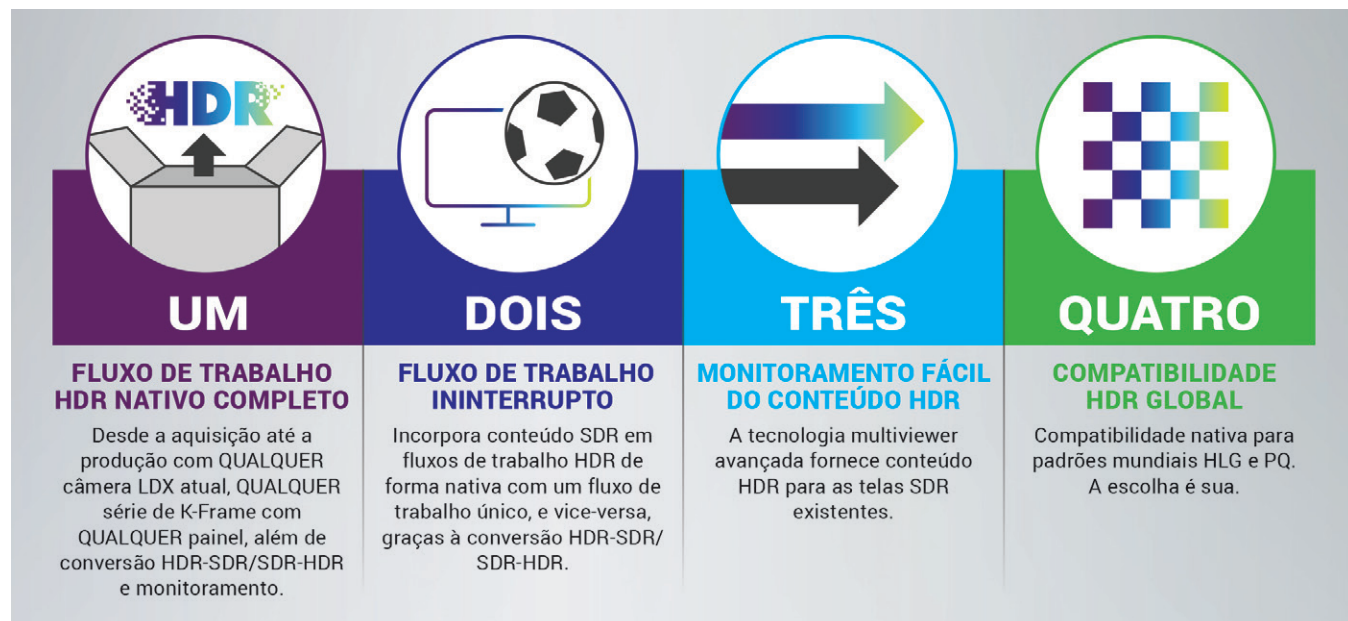 HDR
UM
FLUXO DE TRABALHO
HDR NATIVO COMPLETO
Desde a aquisição até a
produção com QUALQUER
câmera LDX atual, QUALQUER
série de K-Frame com
QUALQUER painel, além de
conversão HDR-SDR/SDR-HDR
e monitoramento.
DOIS
FLUXO DE TRABALHO
ININTERRUPTO
Incorpora conteúdo SDR em
fluxos de trabalho HDR de
forma nativa com um fluxo de
trabalho único, e vice-versa,
graças à conversão HDR-SDR/
SDR-HDR.
TRÊS
MONITORAMENTO FÁCIL
DO CONTEÚDO HDR
A tecnologia multiviewer
avançada fornece conteúdo
HDR para as telas SDR
existentes.
QUATRO
COMPATIBILIDADE
HDR GLOBAL
Compatibilidade nativa para
padrões mundiais HLG e PQ.
A escolha é sua.